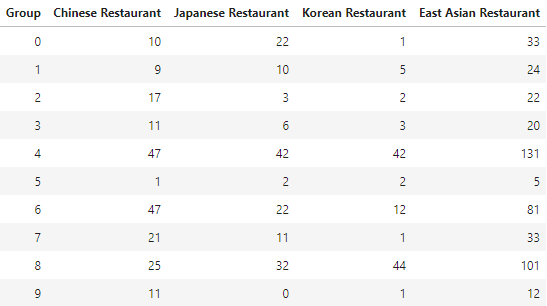 Group Chinese Restaurant Japanese Restaurant Korean Restaurant East Asian Restaurant
0 10 22 1 33
1 9 10 5 24
2 17 3 2 22
3 11 6 3 20
4 47 42 42 131
5 1 2 2 5
6 47 22 12 81
7 21 11 1 33
8 25 32 44 101
9 11 0 1 12